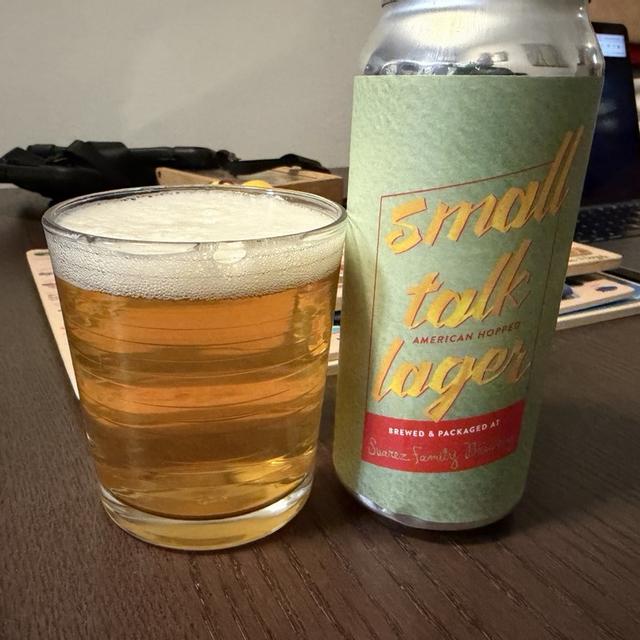 small
talk
AMERICAN HOPPED
lager
BREWED & PACKAGED AT
Suarez Family Brewery